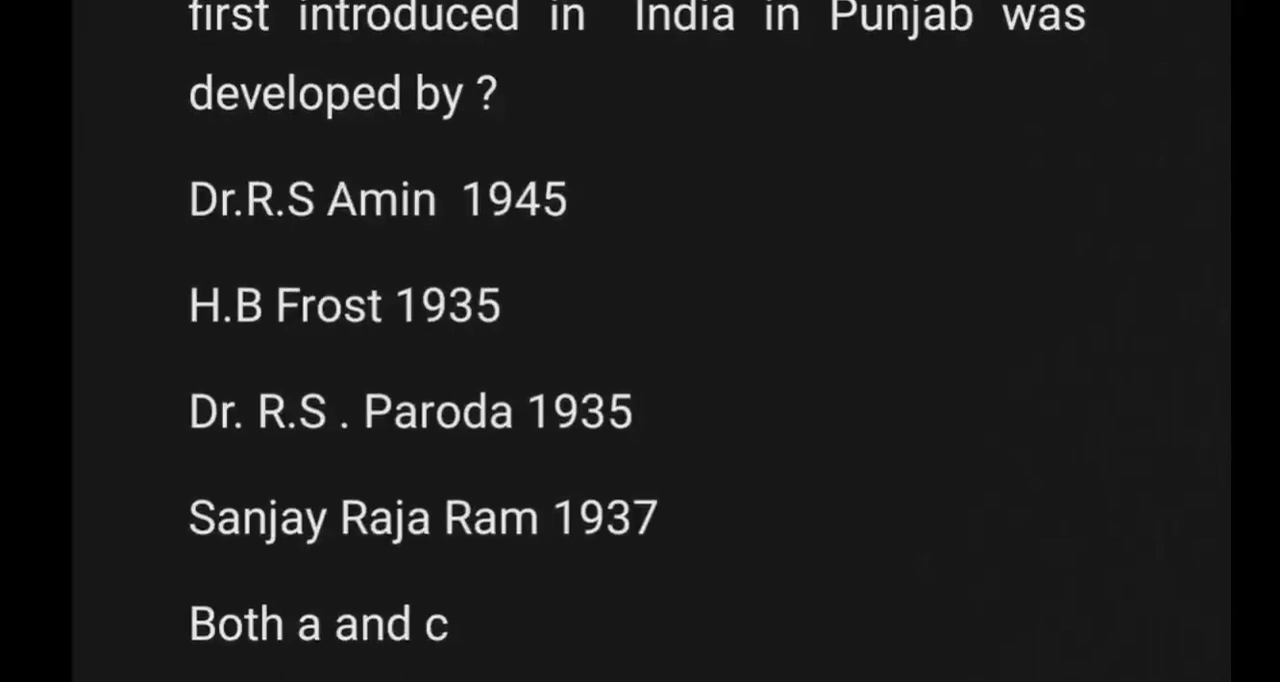 first introduced in India in Punjab was
developed by ?
Dr.R.S Amin 1945
H.B Frost 1935
Dr. R.S . Paroda 1935
Sanjay Raja Ram 1937
Both a and c